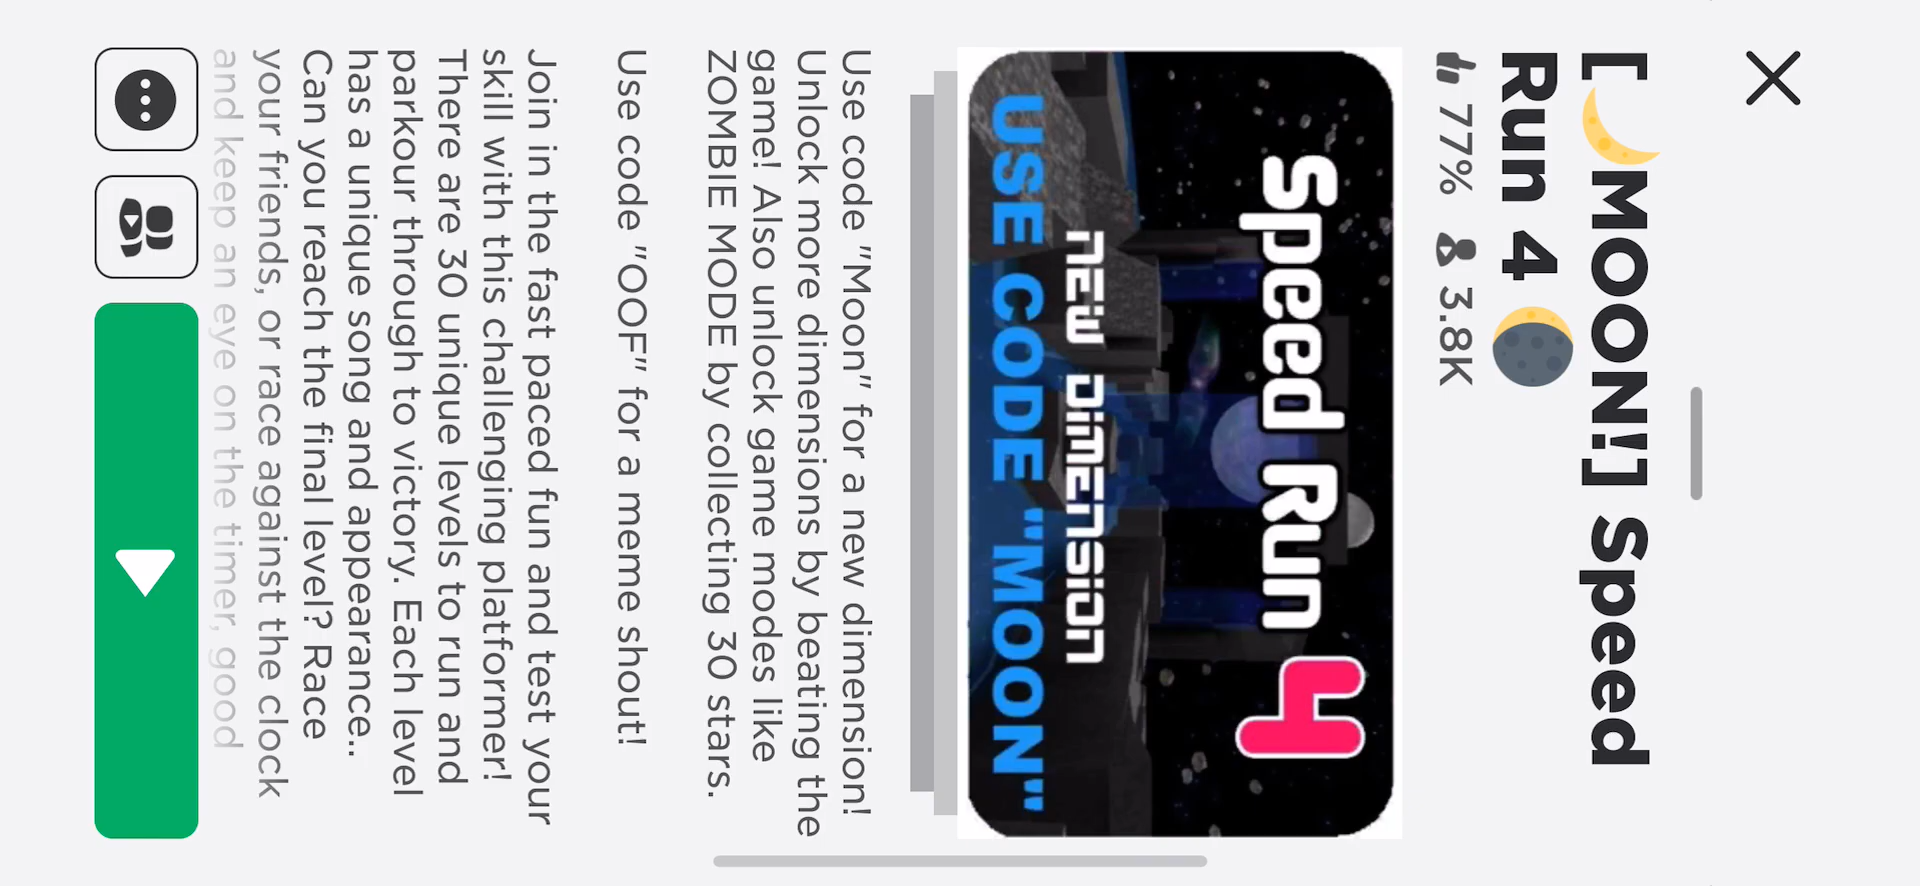 [🌙MOON!] Speed
Run 4 🌘
77% 3.8K
Speed Run 4
NEW DIMENSION
USE CODE "MOON"
Use code "Moon" for a new dimension!
Unlock more dimensions by beating the
game! Also unlock game modes like
ZOMBIE MODE by collecting 30 stars.
Use code "OOF" for a meme shout!
Join in the fast paced fun and test your
skill with this challenging platformer!
There are 30 unique levels to run and
parkour through to victory. Each level
has a unique song and appearance..
Can you reach the final level? Race
your friends, or race against the clock
and keep an eye on the timer, good